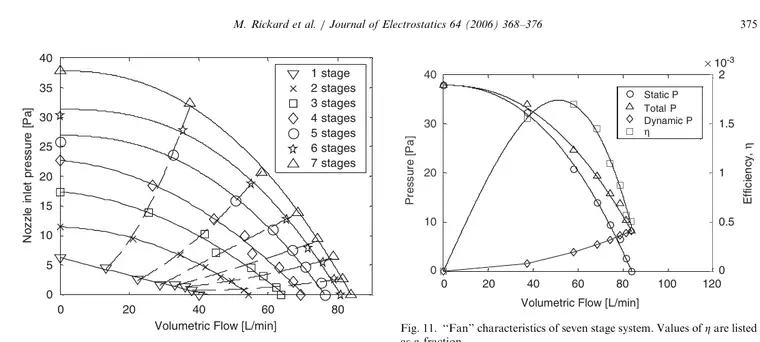 M. Rickard et al. / Journal of Electrostatics 64 (2006) 368–376
375
40
35
30
25
20
15
10
5
0
0
20
40
60
80
Nozzle inlet pressure [Pa]
Volumetric Flow [L/min]
1 stage
2 stages
3 stages
4 stages
5 stages
6 stages
7 stages
× 10-3
40
30
20
10
0
0
20
40
60
80
100
120
2
1.5
1
0.5
0
Pressure [Pa]
Efficiency, η
Volumetric Flow [L/min]
Static P
Total P
Dynamic P
η
Fig. 11. ‘‘Fan’’ characteristics of seven stage system. Values of η are listed
as a fraction.